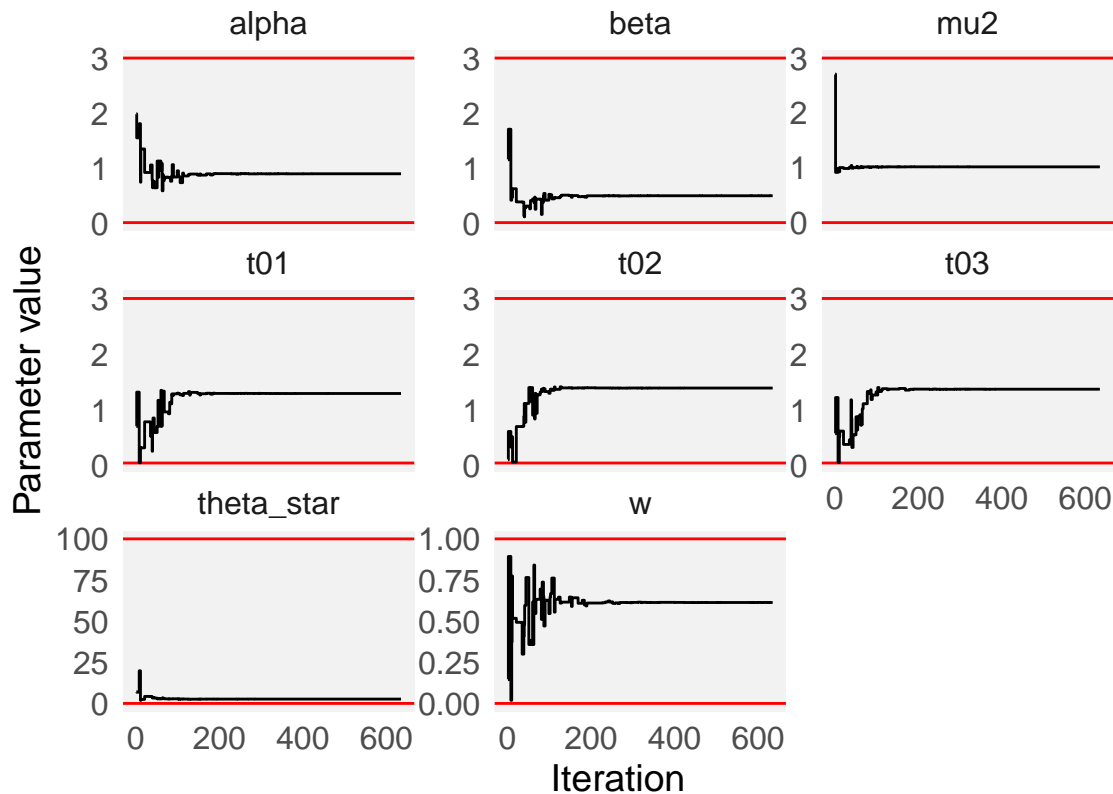 alpha beta mu2
3 3 3
2 2 2
1 1 1
0 0 0
t01 t02 t03
3 3 3
2 2 2
1 1 1
0 0 0
0 200 400 600
theta_star w
100 1.00
75 0.75
50 0.50
25 0.25
0 0.00
0 200 400 600 0 200 400 600
Iteration
Parameter value